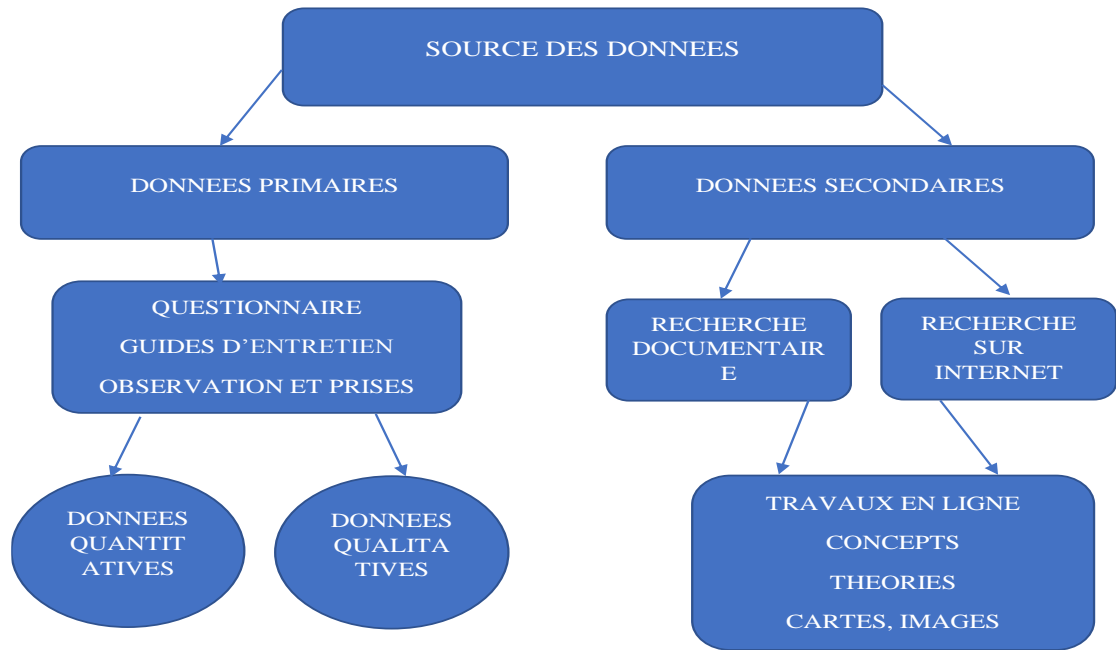 SOURCE DES DONNEES
DONNEES PRIMAIRES
DONNEES SECONDAIRES
QUESTIONNAIRE
GUIDES D'ENTRETIEN
OBSERVATION ET PRISES
RECHERCHE
DOCUMENTAIR
E
RECHERCHE
SUR
INTERNET
DONNEES
QUANTIT
ATIVES
DONNEES
QUALITA
TIVES
TRAVAUX EN LIGNE
CONCEPTS
THEORIES
CARTES, IMAGES